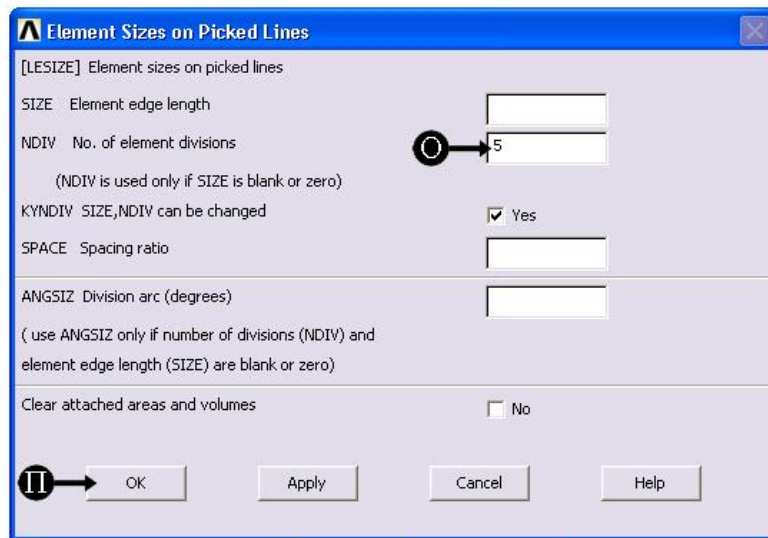 Element Sizes on Picked Lines
[LESIZE] Element sizes on picked lines
SIZE Element edge length
NDIV No. of element divisions
Ο 5
(NDIV is used only if SIZE is blank or zero)
KYNDIV SIZE,NDIV can be changed
Yes
SPACE Spacing ratio
ANGSIZ Division arc (degrees)
( use ANGSIZ only if number of divisions (NDIV) and
element edge length (SIZE) are blank or zero)
Clear attached areas and volumes
No
Π OK Apply Cancel Help